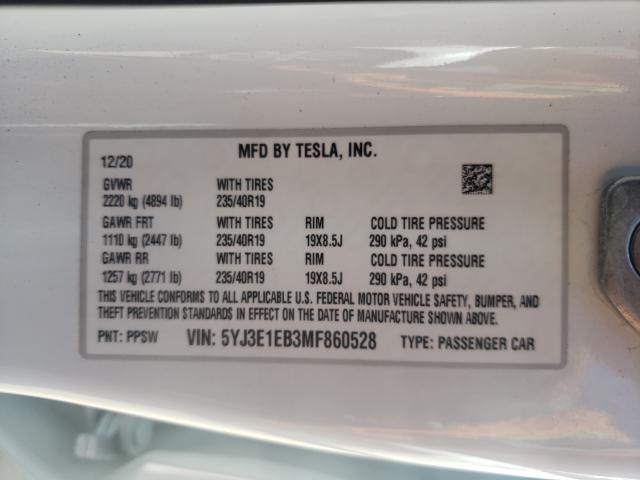 12/20 MFD BY TESLA, INC.
GVWR WITH TIRES
2220 kg (4894 lb) 235/40R19
GAWR FRT WITH TIRES RIM COLD TIRE PRESSURE
1110 kg (2447 lb) 235/40R19 19X8.5J 290 kPa, 42 psi
GAWR RR WITH TIRES RIM COLD TIRE PRESSURE
1257 kg (2771 lb) 235/40R19 19X8.5J 290 kPa, 42 psi
THIS VEHICLE CONFORMS TO ALL APPLICABLE U.S. FEDERAL MOTOR VEHICLE SAFETY, BUMPER, AND
THEFT PREVENTION STANDARDS IN EFFECT ON THE DATE OF MANUFACTURE SHOWN ABOVE.
PNT: PPSW VIN: 5YJ3E1EB3MF860528 TYPE: PASSENGER CAR